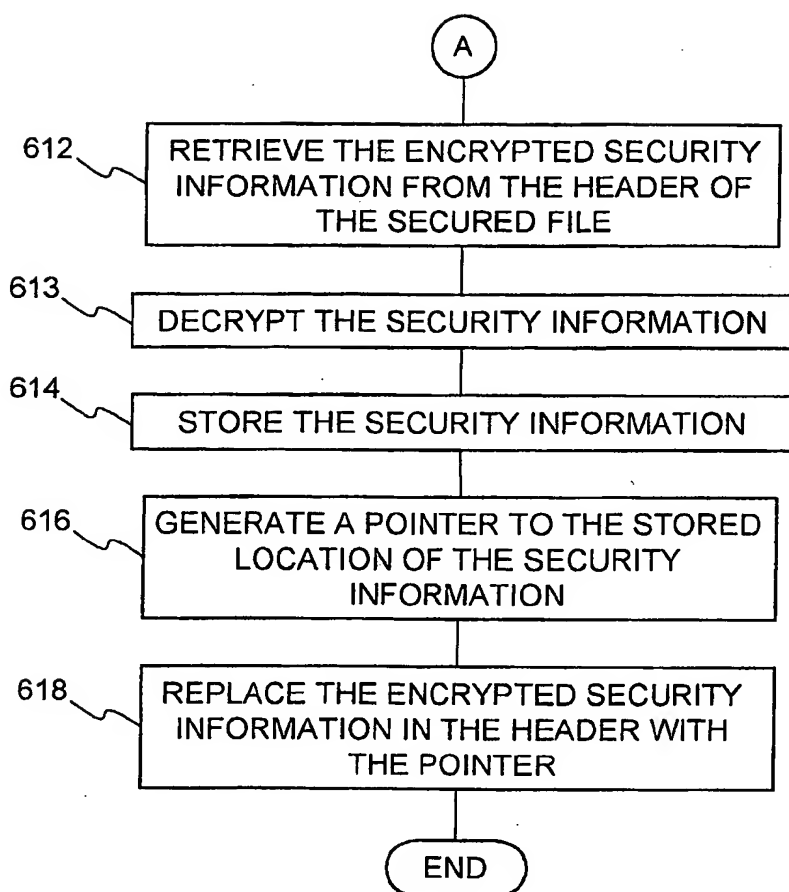 A
612
RETRIEVE THE ENCRYPTED SECURITY
INFORMATION FROM THE HEADER OF
THE SECURED FILE
613
DECRYPT THE SECURITY INFORMATION
614
STORE THE SECURITY INFORMATION
616
GENERATE A POINTER TO THE STORED
LOCATION OF THE SECURITY
INFORMATION
618
REPLACE THE ENCRYPTED SECURITY
INFORMATION IN THE HEADER WITH
THE POINTER
END